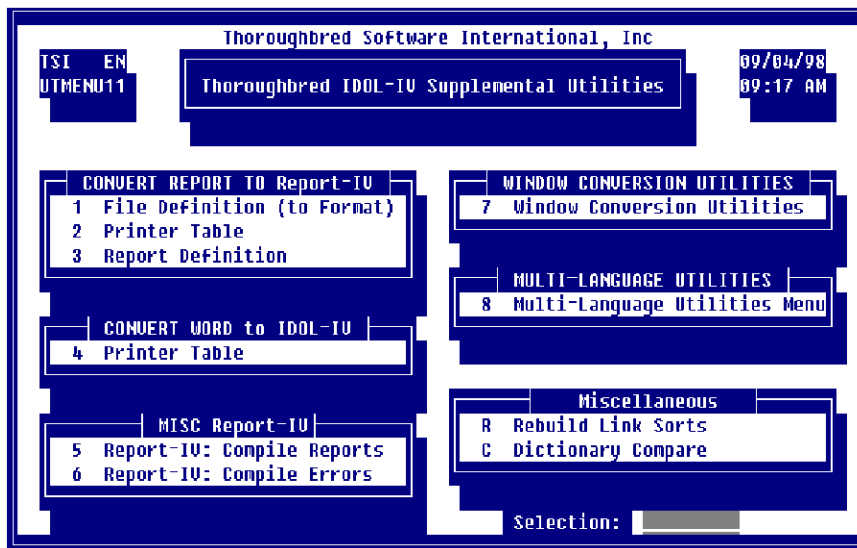 Thoroughbred Software International, Inc
TSI EN
09/04/98
UTMENU11
Thoroughbred IDOL-IV Supplemental Utilities
09:17 AM
CONVERT REPORT TO Report-IV
1 File Definition (to Format)
2 Printer Table
3 Report Definition
CONVERT WORD to IDOL-IV
4 Printer Table
MISC Report-IV
5 Report-IV: Compile Reports
6 Report-IV: Compile Errors
WINDOW CONVERSION UTILITIES
7 Window Conversion Utilities
MULTI-LANGUAGE UTILITIES
8 Multi-Language Utilities Menu
Miscellaneous
R Rebuild Link Sorts
C Dictionary Compare
Selection: